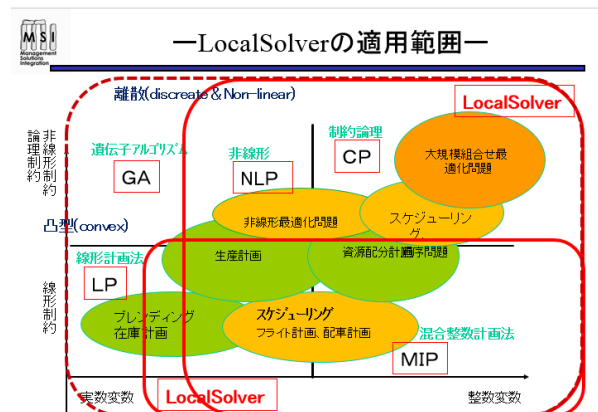 MSI
Management
Solutions
Integration
―LocalSolverの適用範囲―
離散(discreate & Non-linear)
LocalSolver
論理制約
非線形制約
遺伝子アルゴリズム
GA
非線形
NLP
制約論理
CP
大規模組合せ最
適化問題
非線形最適化問題
スケジューリン
グ
凸型(convex)
線形計画法
LP
生産計画
資源配分計画
順序問題
線形制約
ブレンディング
在庫計画
スケジューリング
フライト計画、配車計画
混合整数計画法
MIP
実数変数
LocalSolver
整数変数